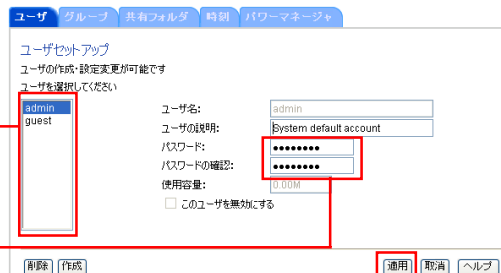 ユーザ グループ 共有フォルダ 時刻 パワーマネージャ
ユーザセットアップ
ユーザの作成・設定変更が可能です
ユーザを選択してください
admin
guest
ユーザ名: admin
ユーザの説明: System default account
パスワード: ●●●●●●●●
パスワードの確認: ●●●●●●●●
使用容量: 0.00M
このユーザを無効にする
削除 作成 適用 取消 ヘルプ